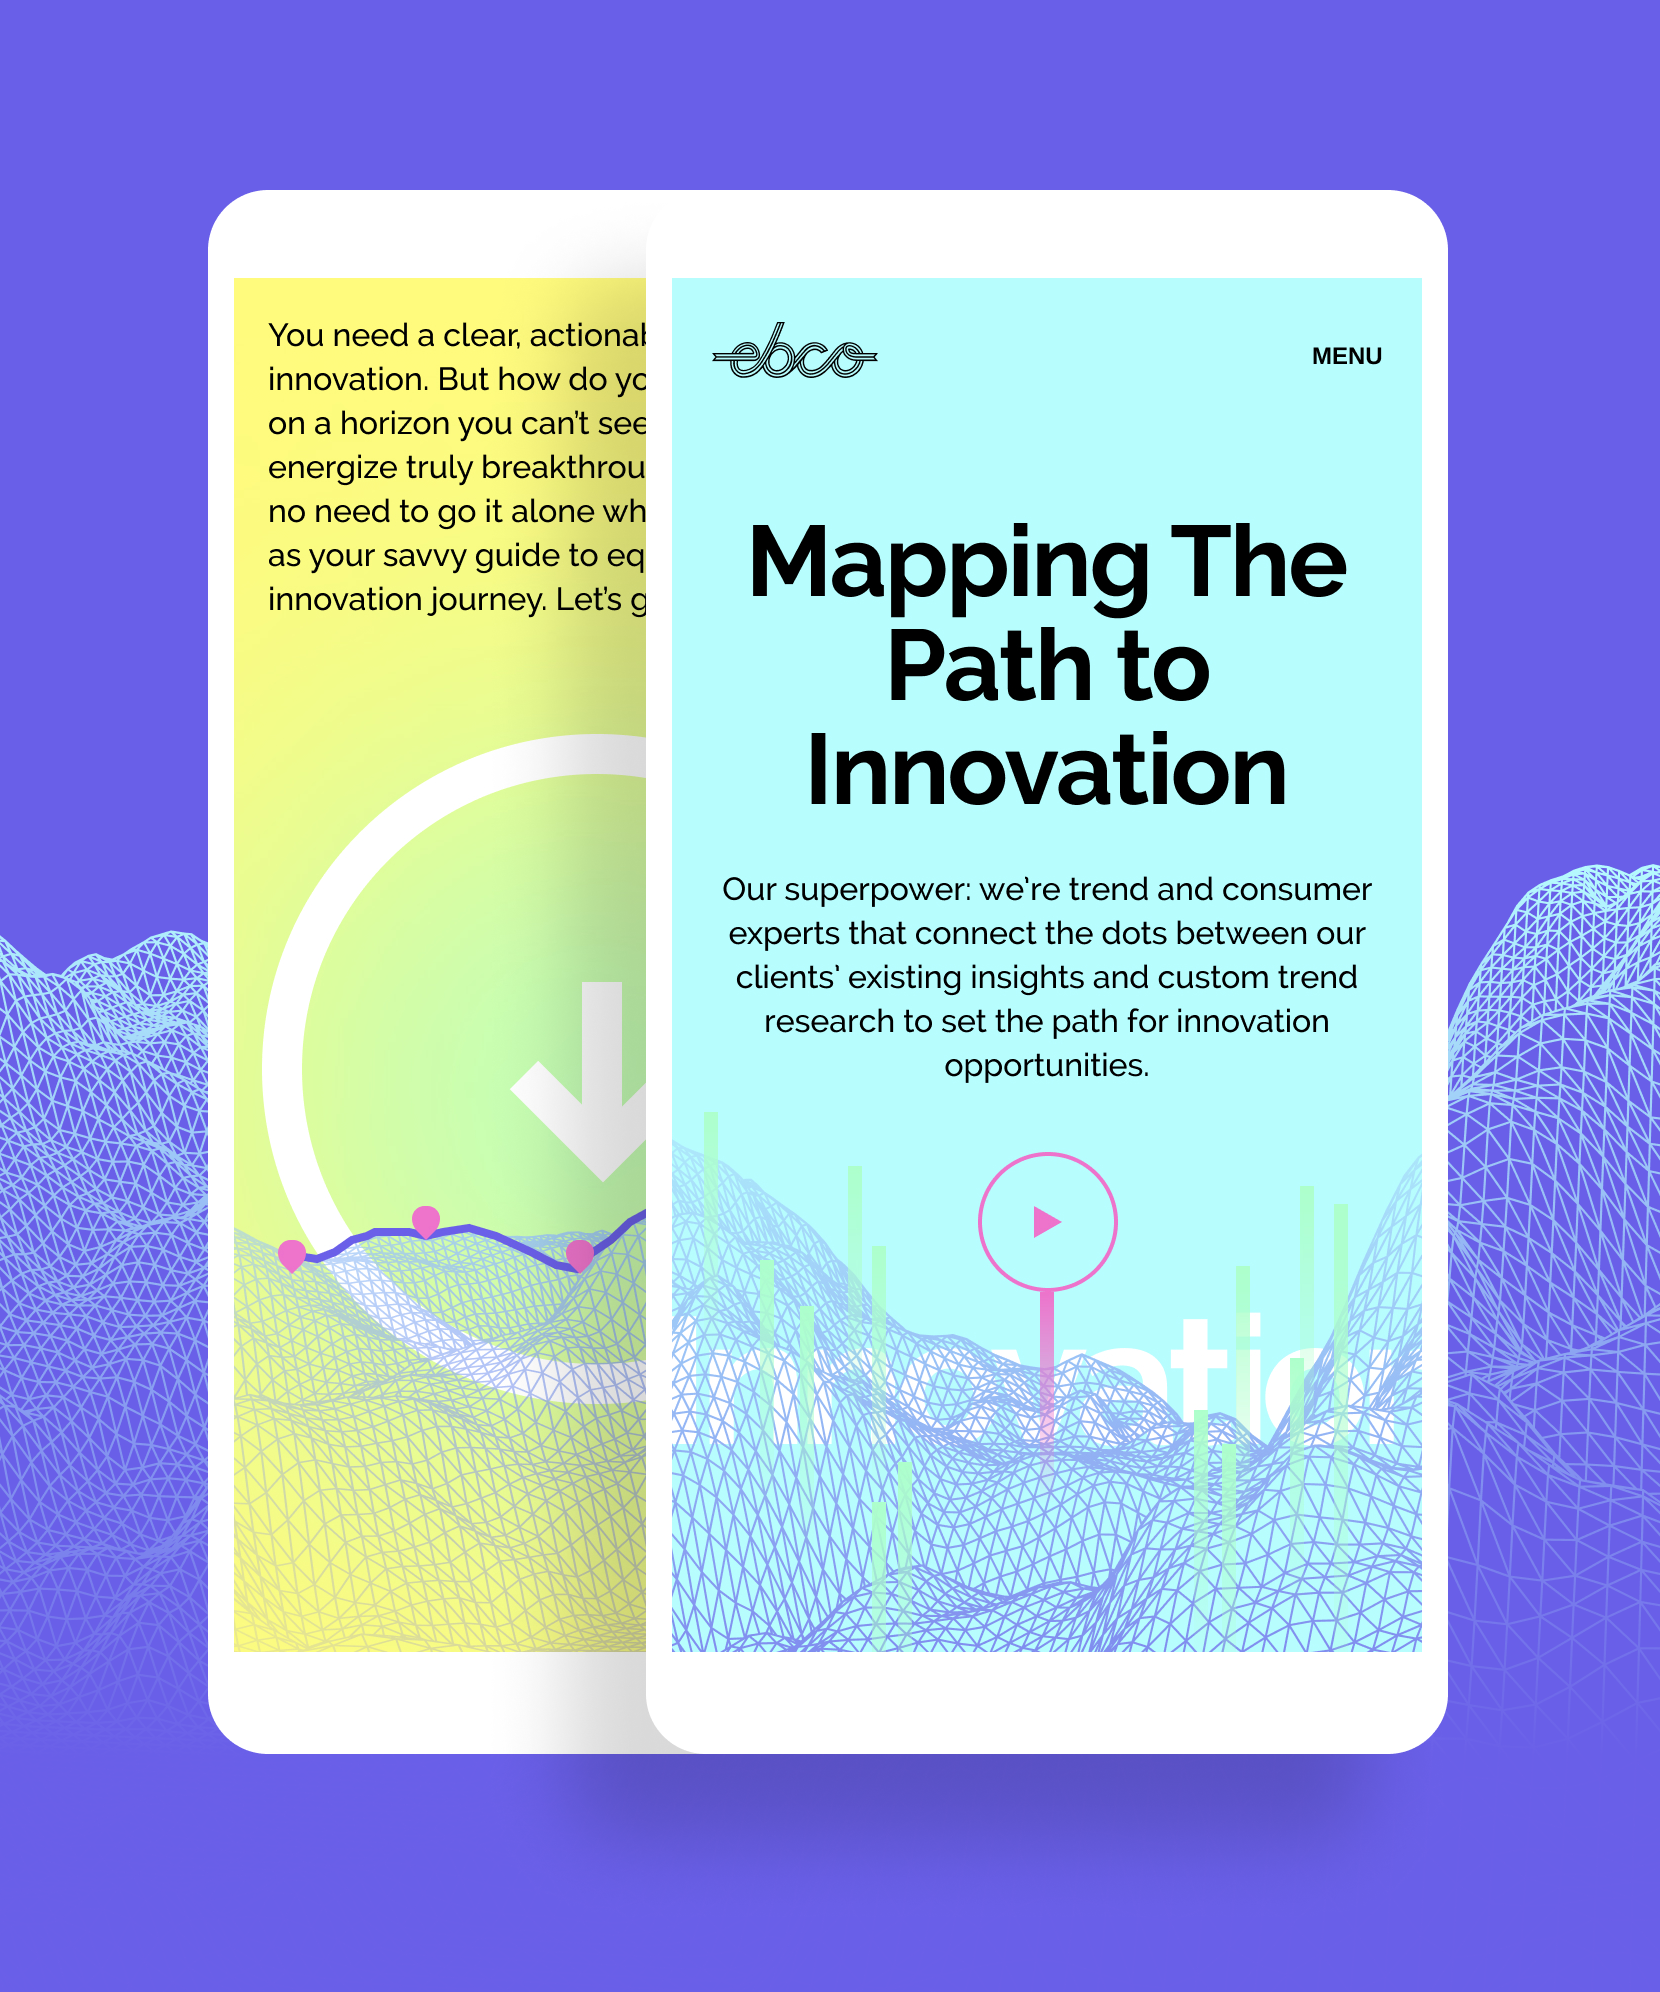 You need a clear, actionab
innovation. But how do yo
on a horizon you can't see
energize truly breakthrou
no need to go it alone wh
as your savvy guide to eq
innovation journey. Let's g
ebco
MENU
Mapping The
Path to
Innovation
Our superpower: we're trend and consumer
experts that connect the dots between our
clients' existing insights and custom trend
research to set the path for innovation
opportunities.